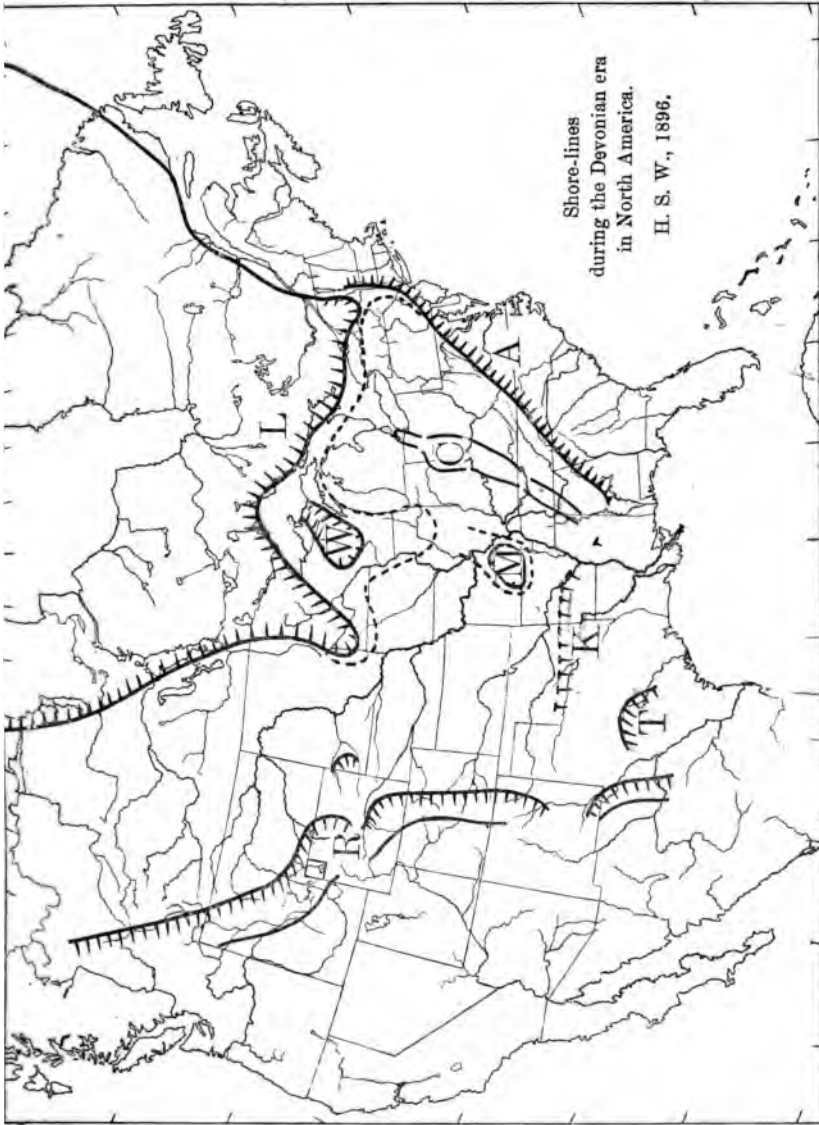 L
W
A
C
M
K
T
R
Shore-lines
during the Devonian era
in North America.
H. S. W., 1896.